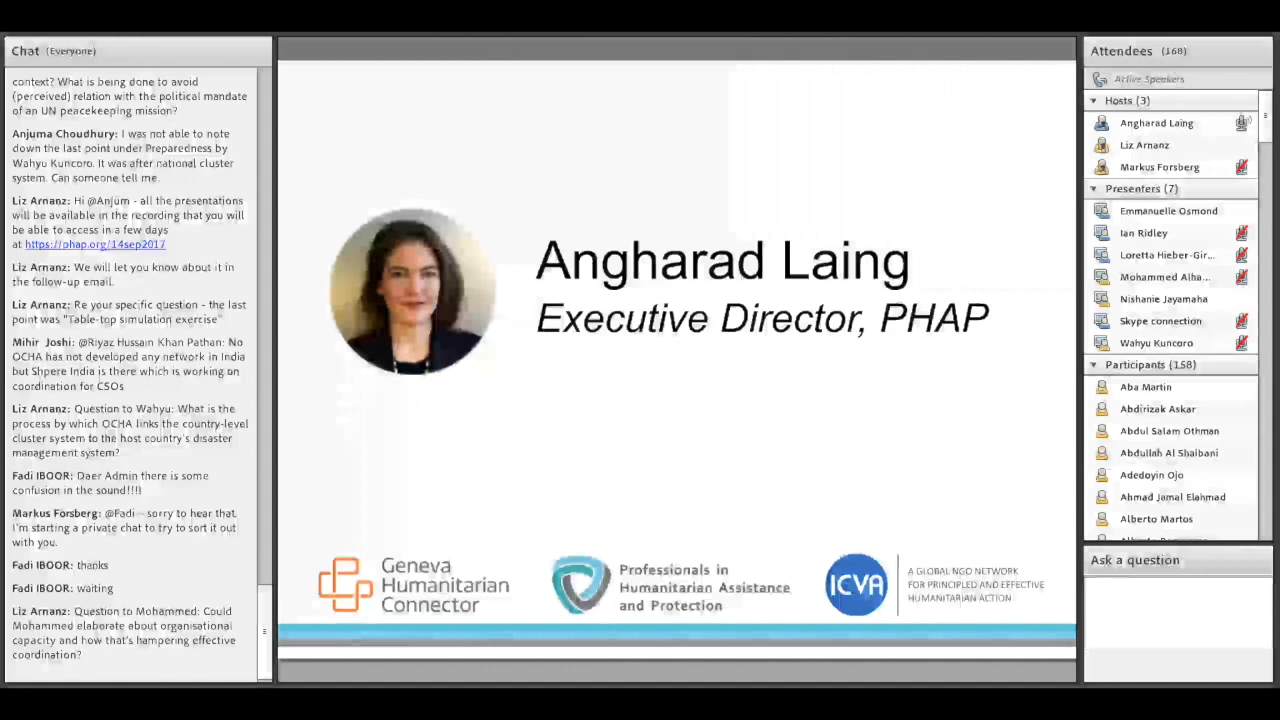 Chat (Everyone)
context? What is being done to avoid
(perceived) relation with the political mandate
of an UN peacekeeping mission?
Anjuma Choudhury: I was not able to note
down the last point under Preparedness by
Wahyu Kuncoro. It was after national cluster
system. Can someone tell me.
Liz Arnanz: Hi @Anjum - all the presentations
will be available in the recording that you will
be able to access in a few days
at https://phap.org/14sep2017
Liz Arnanz: We will let you know about it in
the follow-up email.
Liz Arnanz: Re your specific question - the last
point was "Table-top simulation exercise"
Mihir Joshi: @Riyaz Hussain Khan Pathan: No
OCHA has not developed any network in India
but Shpere India is there which is working on
coordination for CSOs
Liz Arnanz: Question to Wahyu: What is the
process by which OCHA links the country-level
cluster system to the host country's disaster
management system?
Fadi IBOOR: Daer Admin there is some
confusion in the sound!!!!
Markus Forsberg: @Fadi - sorry to hear that.
I'm starting a private chat to try to sort it out
with you.
Fadi IBOOR: thanks
Fadi IBOOR: waiting
Liz Arnanz: Question to Mohammed: Could
Mohammed elaborate about organisational
capacity and how that's hampering effective
coordination?
Angharad Laing
Executive Director, PHAP
Geneva
Humanitarian
Connector
Professionals in
Humanitarian Assistance
and Protection
ICVA
A GLOBAL NGO NETWORK
FOR PRINCIPLED AND EFFECTIVE
HUMANITARIAN ACTION
Attendees (168)
Active Speakers
Hosts (3)
Angharad Laing
Liz Arnanz
Markus Forsberg
Presenters (7)
Emmanuelle Osmond
Ian Ridley
Loretta Hieber-Gir...
Mohammed Alha...
Nishanie Jayamaha
Skype connection
Wahyu Kuncoro
Participants (158)
Aba Martin
Abdirizak Askar
Abdul Salam Othman
Abdullah Al Shaibani
Adedoyin Ojo
Ahmad Jamal Elahmad
Alberto Martos
Ask a question